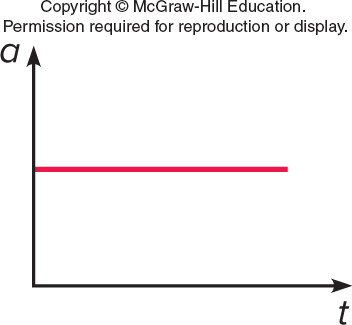 Copyright © McGraw-Hill Education.
Permission required for reproduction or display.
a
t